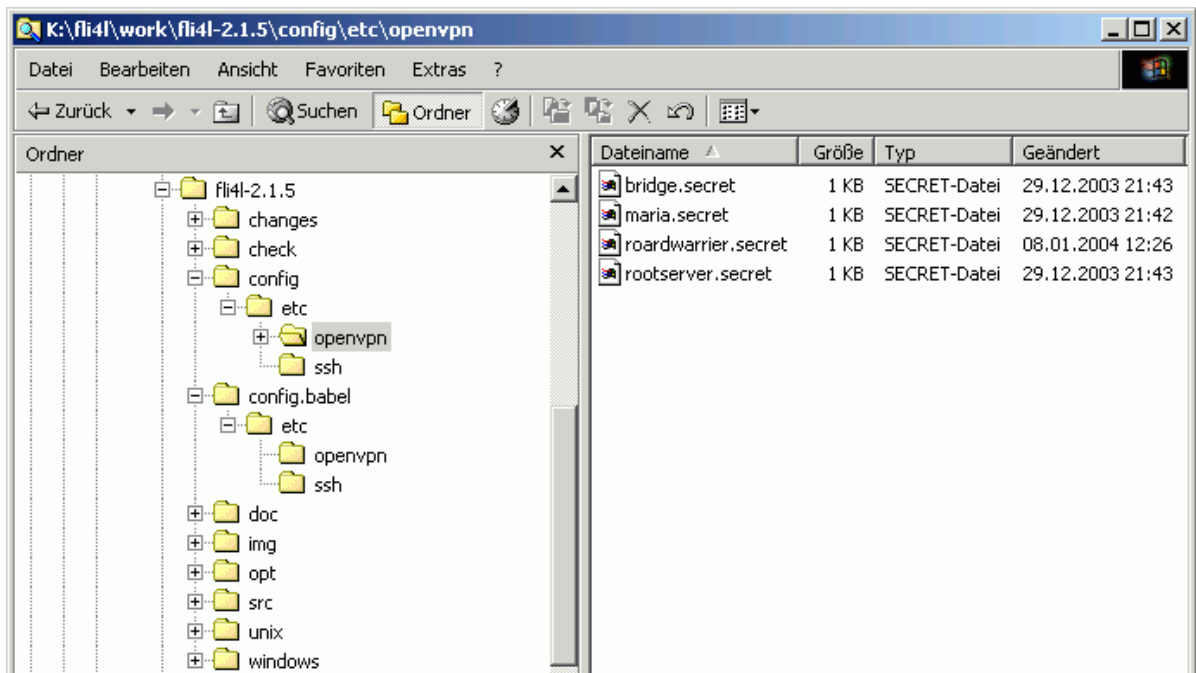 K:\fli4l\work\fli4l-2.1.5\config\etc\openvpn
Datei Bearbeiten Ansicht Favoriten Extras ?
Zurück Suchen Ordner
Ordner
fli4l-2.1.5
changes
check
config
etc
openvpn
ssh
config.babel
etc
openvpn
ssh
doc
img
opt
src
unix
windows
Dateiname Größe Typ Geändert
bridge.secret 1 KB SECRET-Datei 29.12.2003 21:43
maria.secret 1 KB SECRET-Datei 29.12.2003 21:42
roardwarrier.secret 1 KB SECRET-Datei 08.01.2004 12:26
rootserver.secret 1 KB SECRET-Datei 29.12.2003 21:43